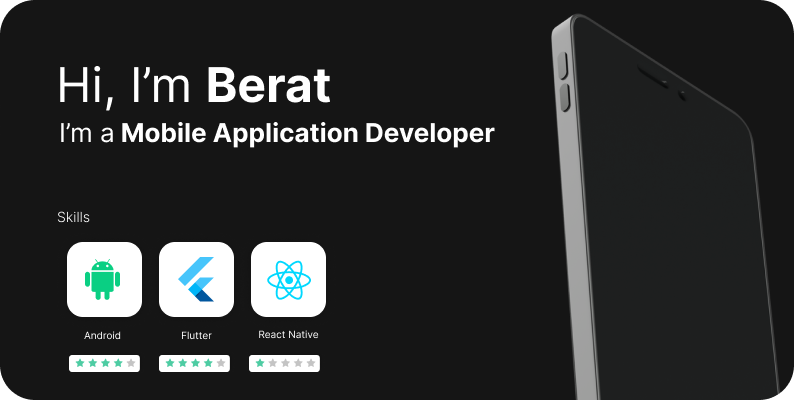 Hi, I’m Berat
I’m a Mobile Application Developer
Skills
Android
Flutter
React Native